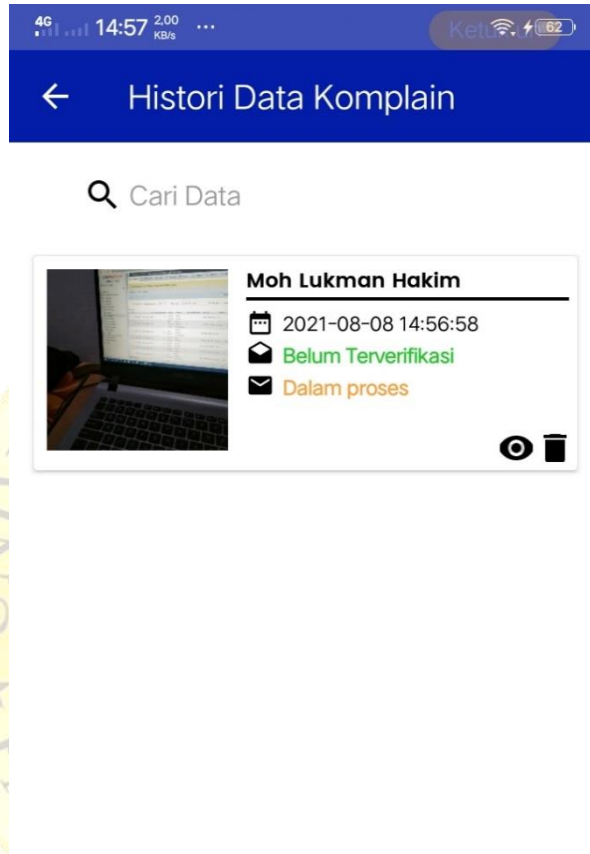 4G 14:57 2,00 KB/s ... 62
Histori Data Komplain
Cari Data
Moh Lukman Hakim
2021-08-08 14:56:58
Belum Terverifikasi
Dalam proses